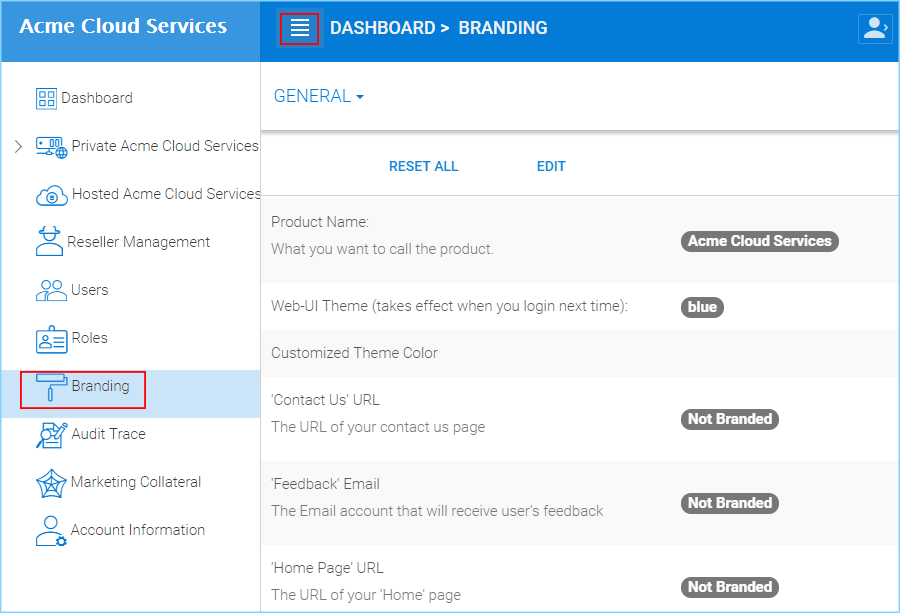 Acme Cloud Services
DASHBOARD > BRANDING
Dashboard
Private Acme Cloud Services
Hosted Acme Cloud Services
Reseller Management
Users
Roles
Branding
Audit Trace
Marketing Collateral
Account Information
GENERAL
RESET ALL EDIT
Product Name:
What you want to call the product.
Acme Cloud Services
Web-UI Theme (takes effect when you login next time):
blue
Customized Theme Color
'Contact Us' URL
The URL of your contact us page
Not Branded
'Feedback' Email
The Email account that will receive user's feedback
Not Branded
'Home Page' URL
The URL of your 'Home' page
Not Branded